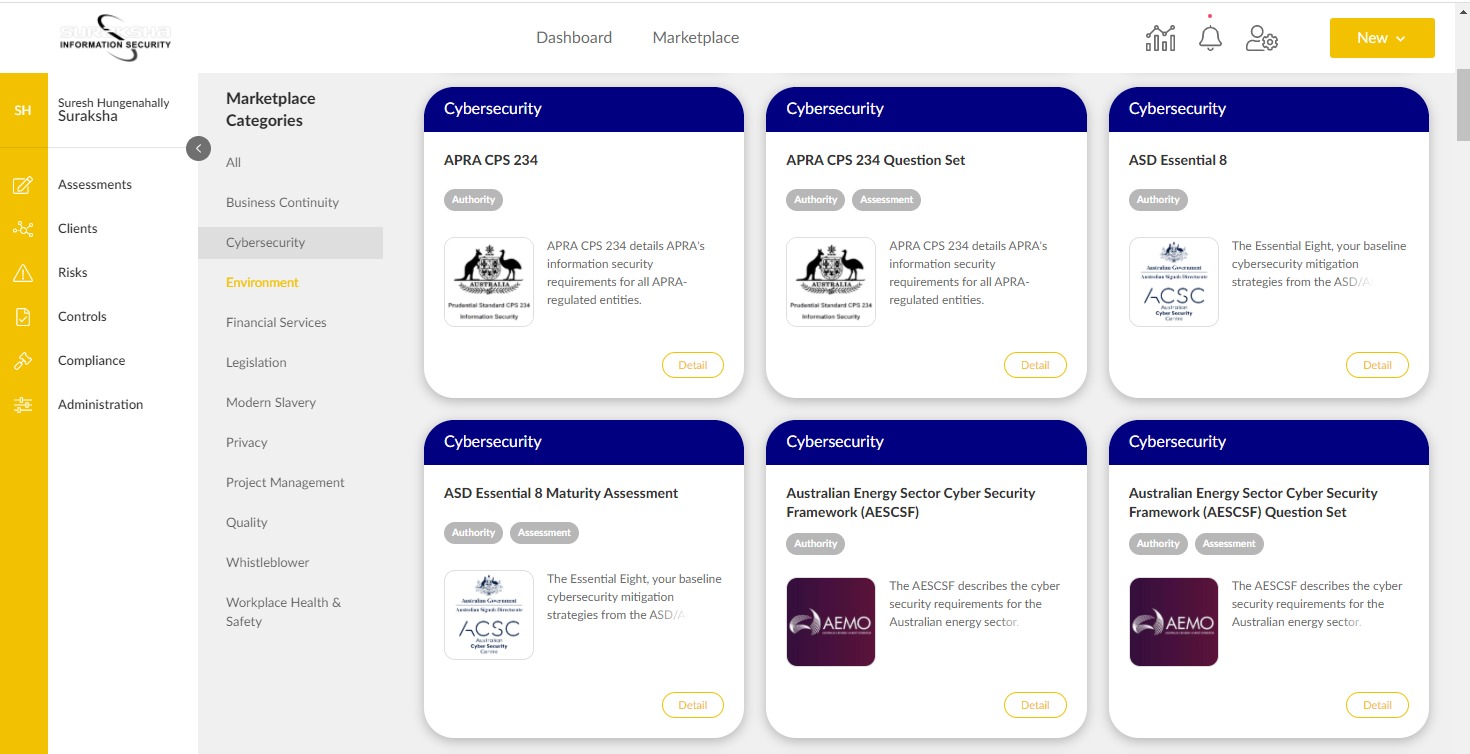 SUREKSHA
INFORMATION SECURITY
Dashboard
Marketplace
New
SH
Suresh Hungenahally
Suraksha
Assessments
Clients
Risks
Controls
Compliance
Administration
Marketplace
Categories
All
Business Continuity
Cybersecurity
Environment
Financial Services
Legislation
Modern Slavery
Privacy
Project Management
Quality
Whistleblower
Workplace Health &
Safety
Cybersecurity
APRA CPS 234
Authority
AUSTRALIA
Prudential Standard CPS 234
Information Security
APRA CPS 234 details APRA's
information security
requirements for all APRA-
regulated entities.
Detail
Cybersecurity
APRA CPS 234 Question Set
Authority
Assessment
AUSTRALIA
Prudential Standard CPS 234
Information Security
APRA CPS 234 details APRA's
information security
requirements for all APRA-
regulated entities.
Detail
Cybersecurity
ASD Essential 8
Authority
Australian Government
Australian Signals Directorate
ACSC
Australian
Cyber Security
Centre
The Essential Eight, your baseline
cybersecurity mitigation
strategies from the ASD/A
Detail
Cybersecurity
ASD Essential 8 Maturity Assessment
Authority
Assessment
Australian Government
Australian Signals Directorate
ACSC
Australian
Cyber Security
Centre
The Essential Eight, your baseline
cybersecurity mitigation
strategies from the ASD/A
Detail
Cybersecurity
Australian Energy Sector Cyber Security
Framework (AESCSF)
Authority
AEMO
The AESCSF describes the cyber
security requirements for the
Australian energy sector.
Detail
Cybersecurity
Australian Energy Sector Cyber Security
Framework (AESCSF) Question Set
Authority
Assessment
AEMO
The AESCSF describes the cyber
security requirements for the
Australian energy sector.
Detail